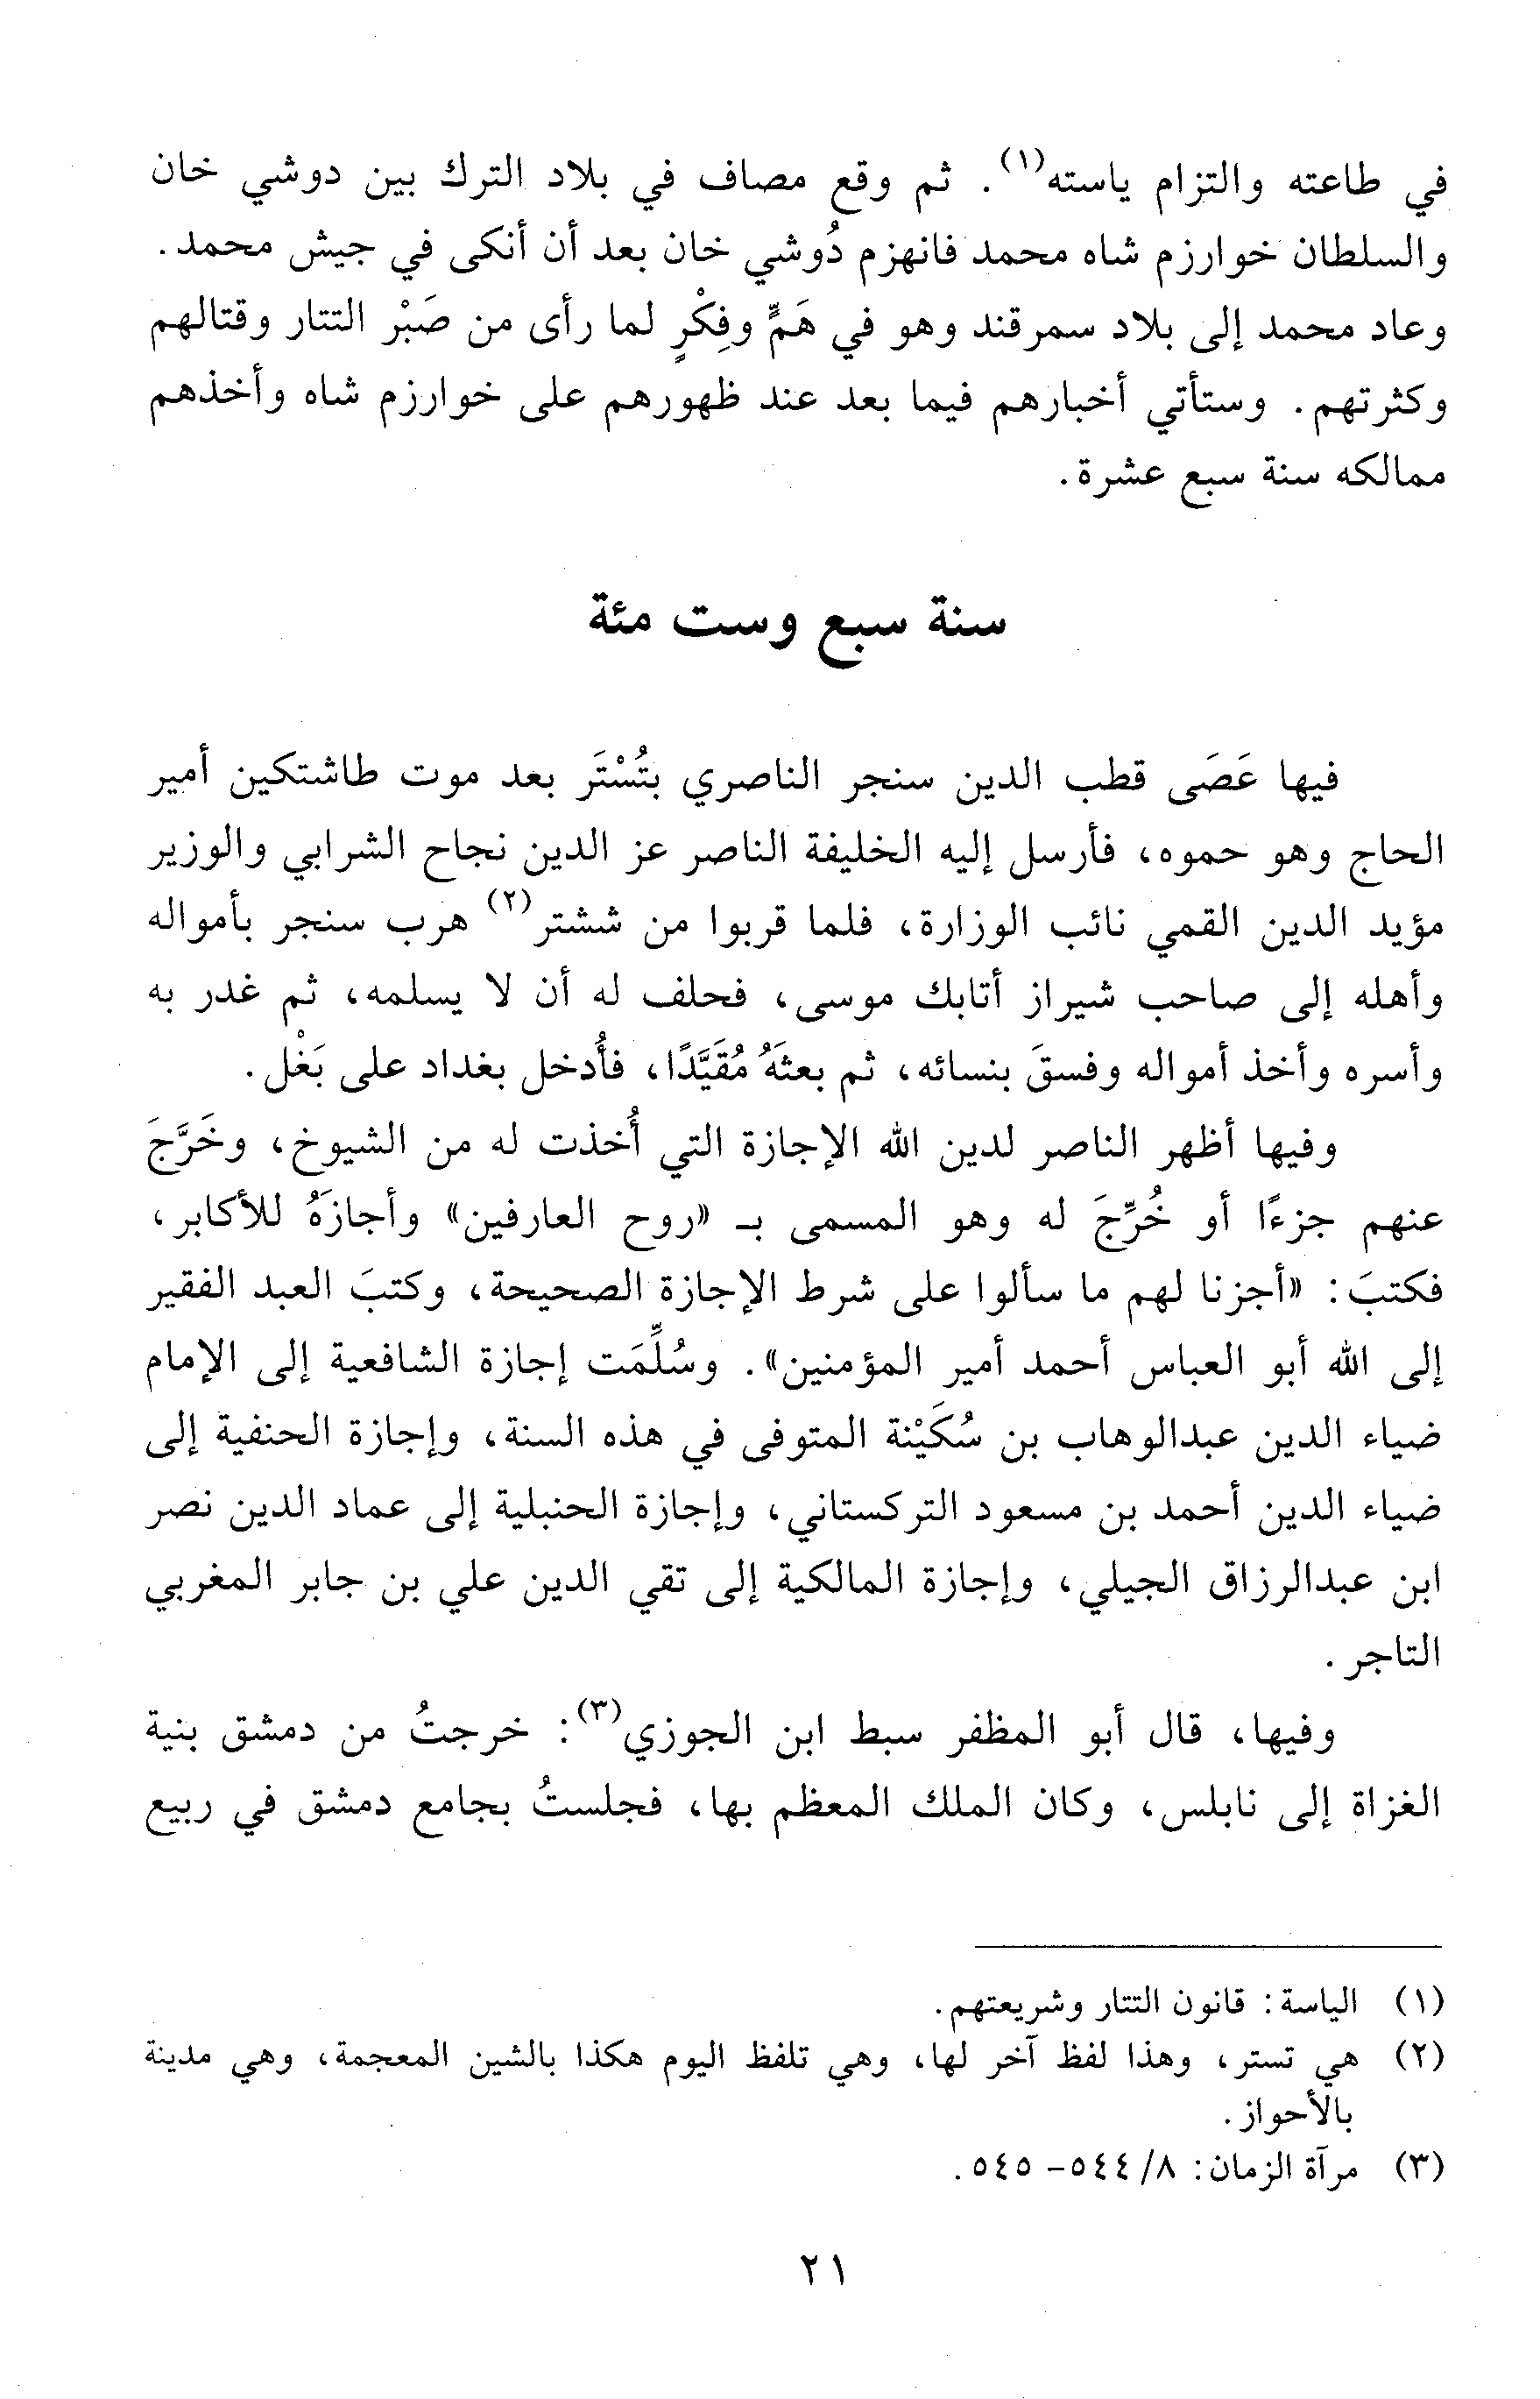 في طاعته والتزام ياسته(١). ثم وقع مصاف في بلاد الترك بين دوشي خان
والسلطان خوارزم شاه محمد فانهزم دُوشي خان بعد أن أنكى في جيش محمد.
وعاد محمد إلى بلاد سمرقند وهو في هَمٍّ وفِكْرٍ لما رأى من صَبْر التتار وقتالهم
وكثرتهم. وستأتي أخبارهم فيما بعد عند ظهورهم على خوارزم شاه وأخذهم
ممالكه سنة سبع عشرة.
سنة سبع وست مئة
فيها عَصَى قطب الدين سنجر الناصري بتُسْتَر بعد موت طاشتكين أمير
الحاج وهو حموه، فأرسل إليه الخليفة الناصر عز الدين نجاح الشرابي والوزير
مؤيد الدين القمي نائب الوزارة، فلما قربوا من ششتر(٢) هرب سنجر بأمواله
وأهله إلى صاحب شيراز أتابك موسى، فحلف له أن لا يسلمه، ثم غدر به
وأسره وأخذ أمواله وفسقَ بنسائه، ثم بعثَهُ مُقَيَّدًا، فأُدخل بغداد على بَغْل.
وفيها أظهر الناصر لدين الله الإجازة التي أُخذت له من الشيوخ، وخَرَّجَ
عنهم جزءًا أو خُرِّجَ له وهو المسمى بـ «روح العارفين» وأجازَهُ للأكابر،
فكتبَ: «أجزنا لهم ما سألوا على شرط الإجازة الصحيحة، وكتبَ العبد الفقير
إلى الله أبو العباس أحمد أمير المؤمنين». وسُلِّمَت إجازة الشافعية إلى الإمام
ضياء الدين عبدالوهاب بن سُكَيْنة المتوفى في هذه السنة، وإجازة الحنفية إلى
ضياء الدين أحمد بن مسعود التركستاني، وإجازة الحنبلية إلى عماد الدين نصر
ابن عبدالرزاق الجيلي، وإجازة المالكية إلى تقي الدين علي بن جابر المغربي
التاجر.
وفيها، قال أبو المظفر سبط ابن الجوزي(٣): خرجتُ من دمشق بنية
الغزاة إلى نابلس، وكان الملك المعظم بها، فجلستُ بجامع دمشق في ربيع
(١) الياسة: قانون التتار وشريعتهم.
(٢) هي تستر، وهذا لفظ آخر لها، وهي تلفظ اليوم هكذا بالشين المعجمة، وهي مدينة
بالأحواز.
(٣) مرآة الزمان: ٨/ ٥٤٤- ٥٤٥.
٢١